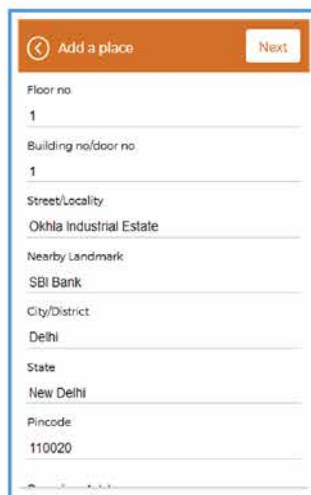 Add a place
Next
Floor no
1
Building no/door no
1
Street/Locality
Okhla Industrial Estate
Nearby Landmark
SBI Bank
City/District
Delhi
State
New Delhi
Pincode
110020